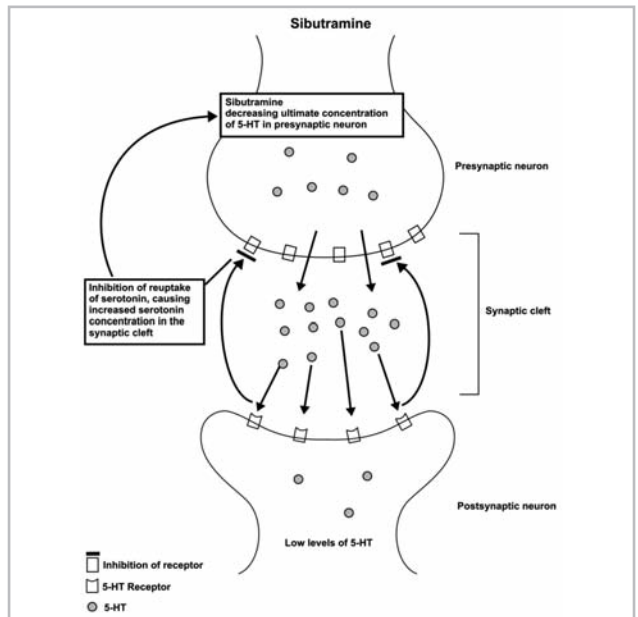 Sibutramine
Sibutramine
decreasing ultimate concentration
of 5-HT in presynaptic neuron
Presynaptic neuron
Inhibition of reuptake
of serotonin, causing
increased serotonin
concentration in the
synaptic cleft
Synaptic cleft
Postsynaptic neuron
Low levels of 5-HT
Inhibition of receptor
5-HT Receptor
5-HT